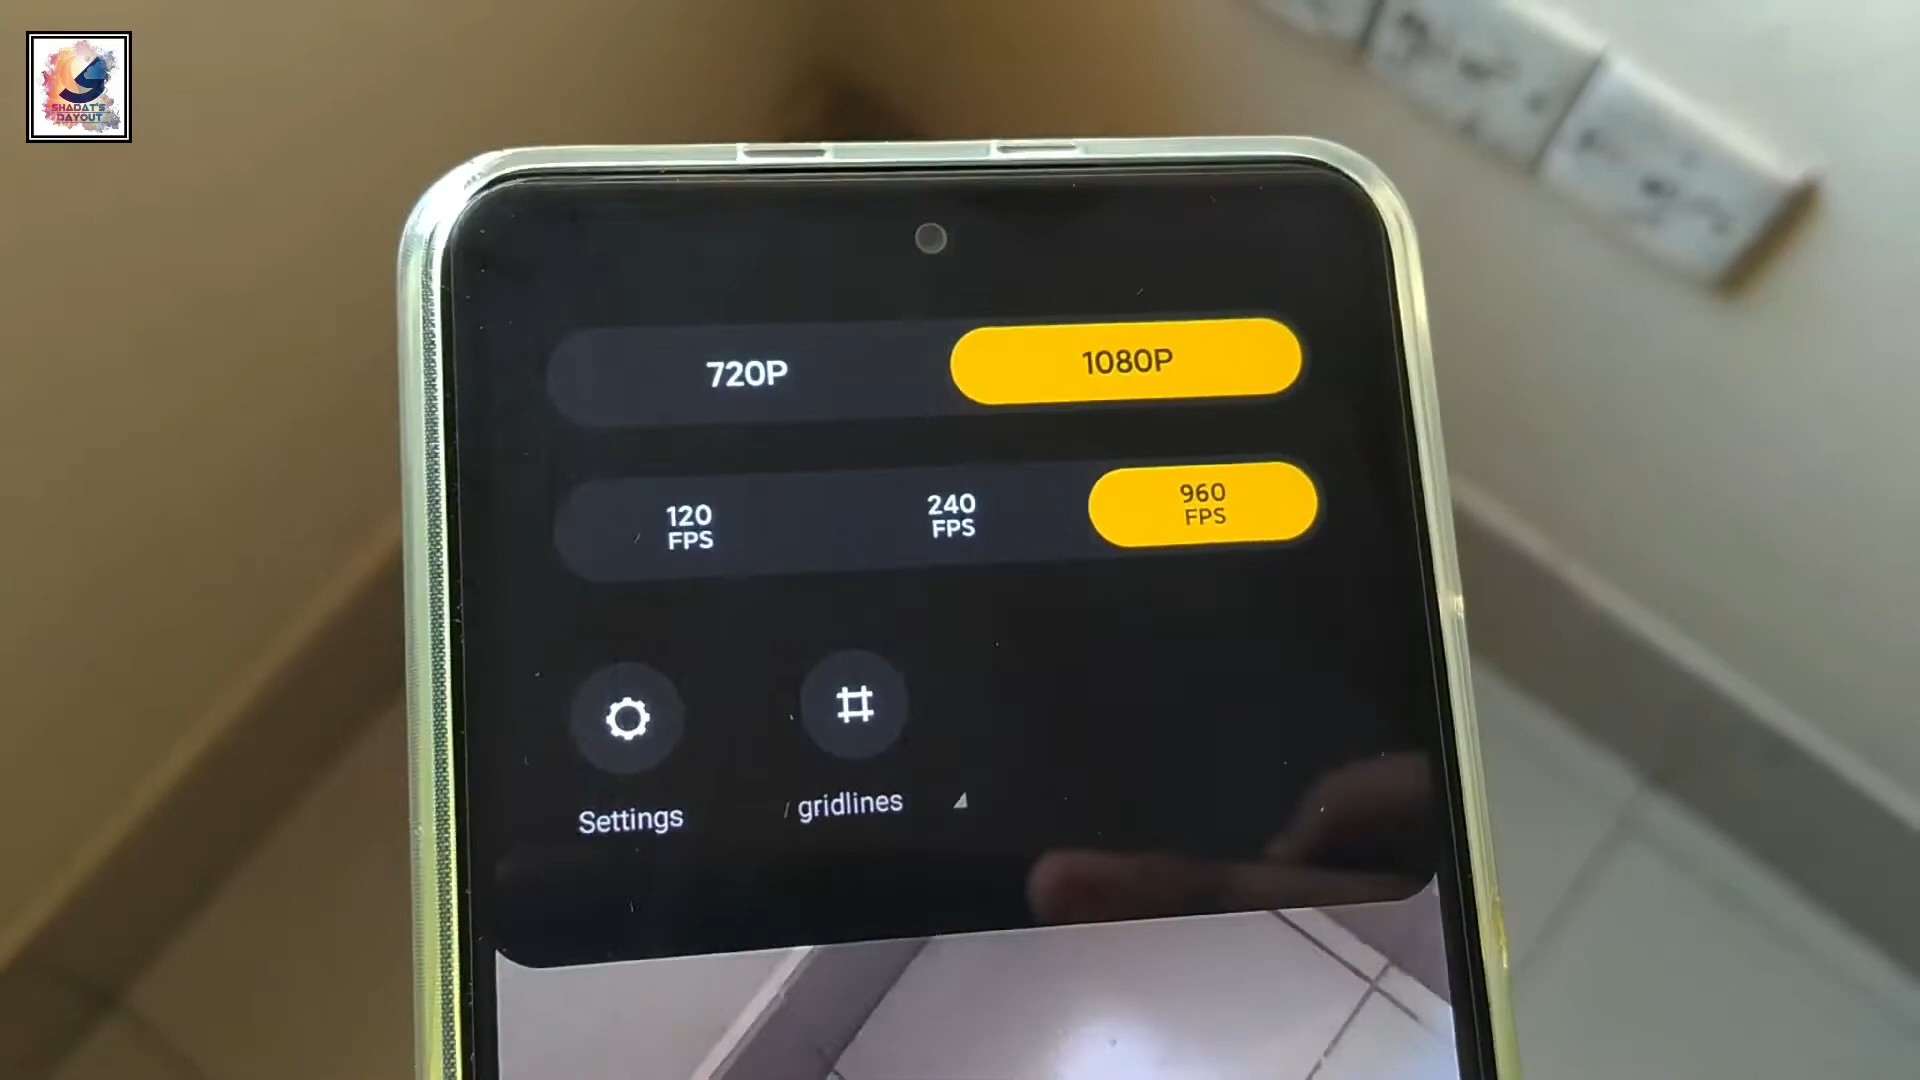 SHADAT'S
DAYOUT
720P
1080P
120
FPS
240
FPS
960
FPS
Settings
gridlines